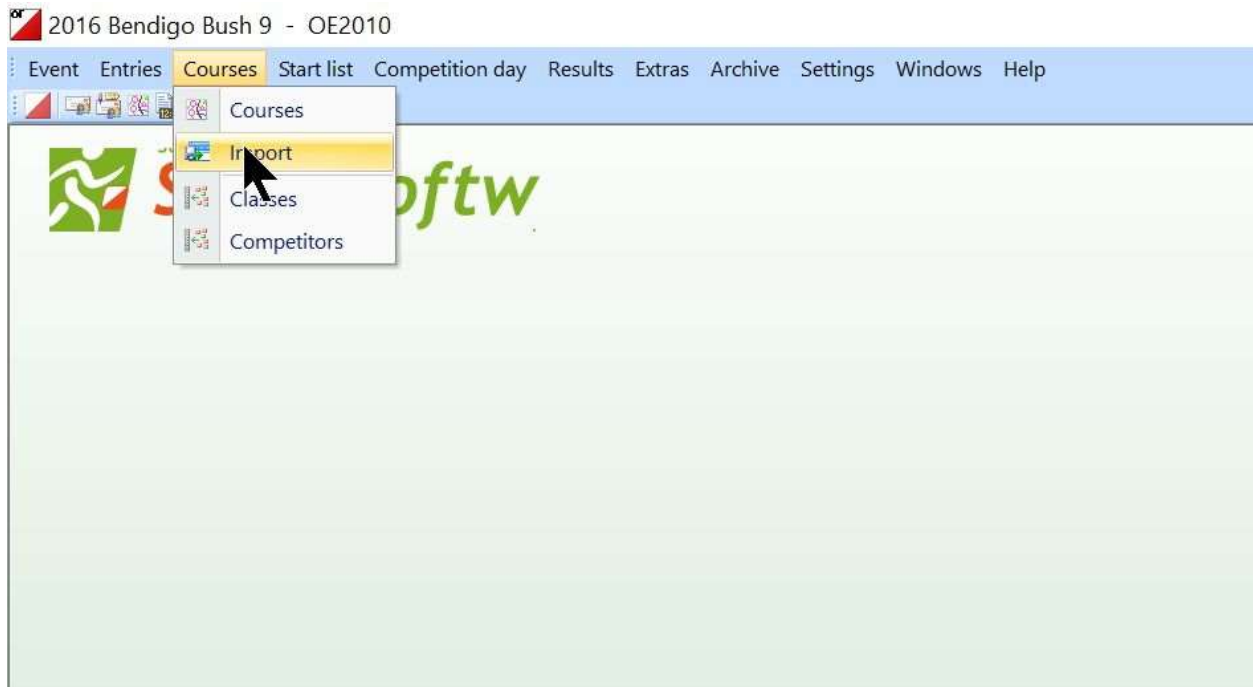 2016 Bendigo Bush 9 - OE2010
Event Entries Courses Start list Competition day Results Extras Archive Settings Windows Help
Courses
Import
Classes
Competitors